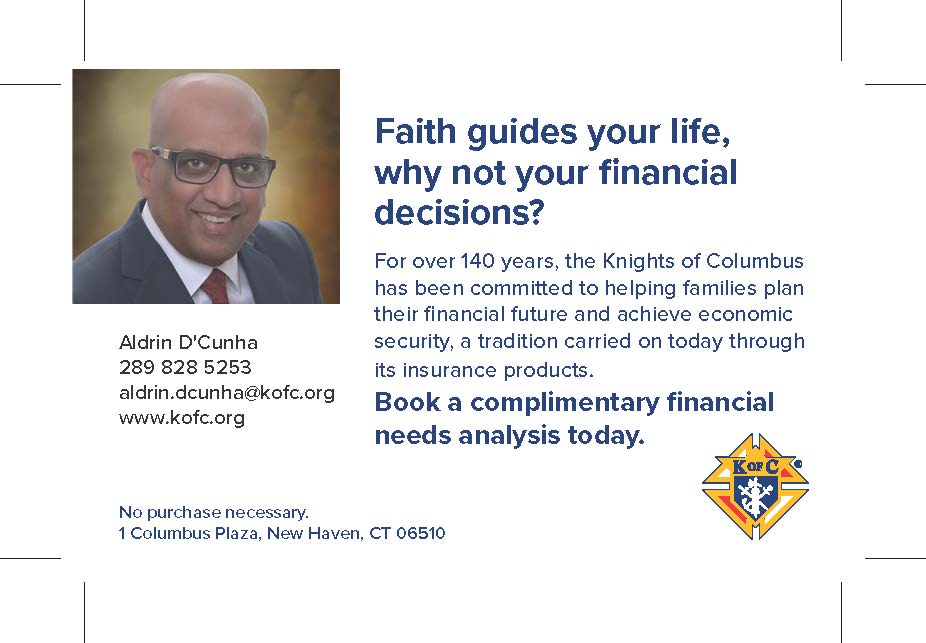 Faith guides your life,
why not your financial
decisions?
For over 140 years, the Knights of Columbus
has been committed to helping families plan
their financial future and achieve economic
security, a tradition carried on today through
its insurance products.
Book a complimentary financial
needs analysis today.
Aldrin D'Cunha
289 828 5253
aldrin.dcunha@kofc.org
www.kofc.org
No purchase necessary.
1 Columbus Plaza, New Haven, CT 06510
K OF C ®